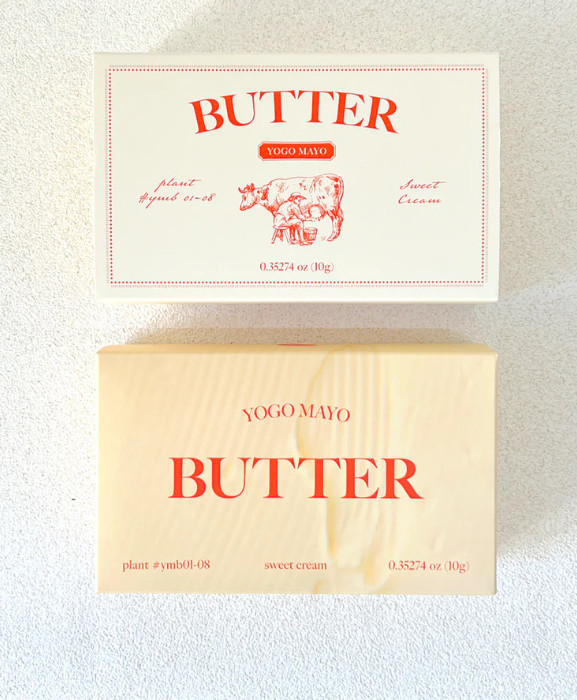 BUTTER
YOGO MAYO
plant
#ymb 01-08
Sweet
Cream
0.35274 oz (10g)
YOGO MAYO
BUTTER
plant #ymb01-08 sweet cream 0.35274 oz (10g)